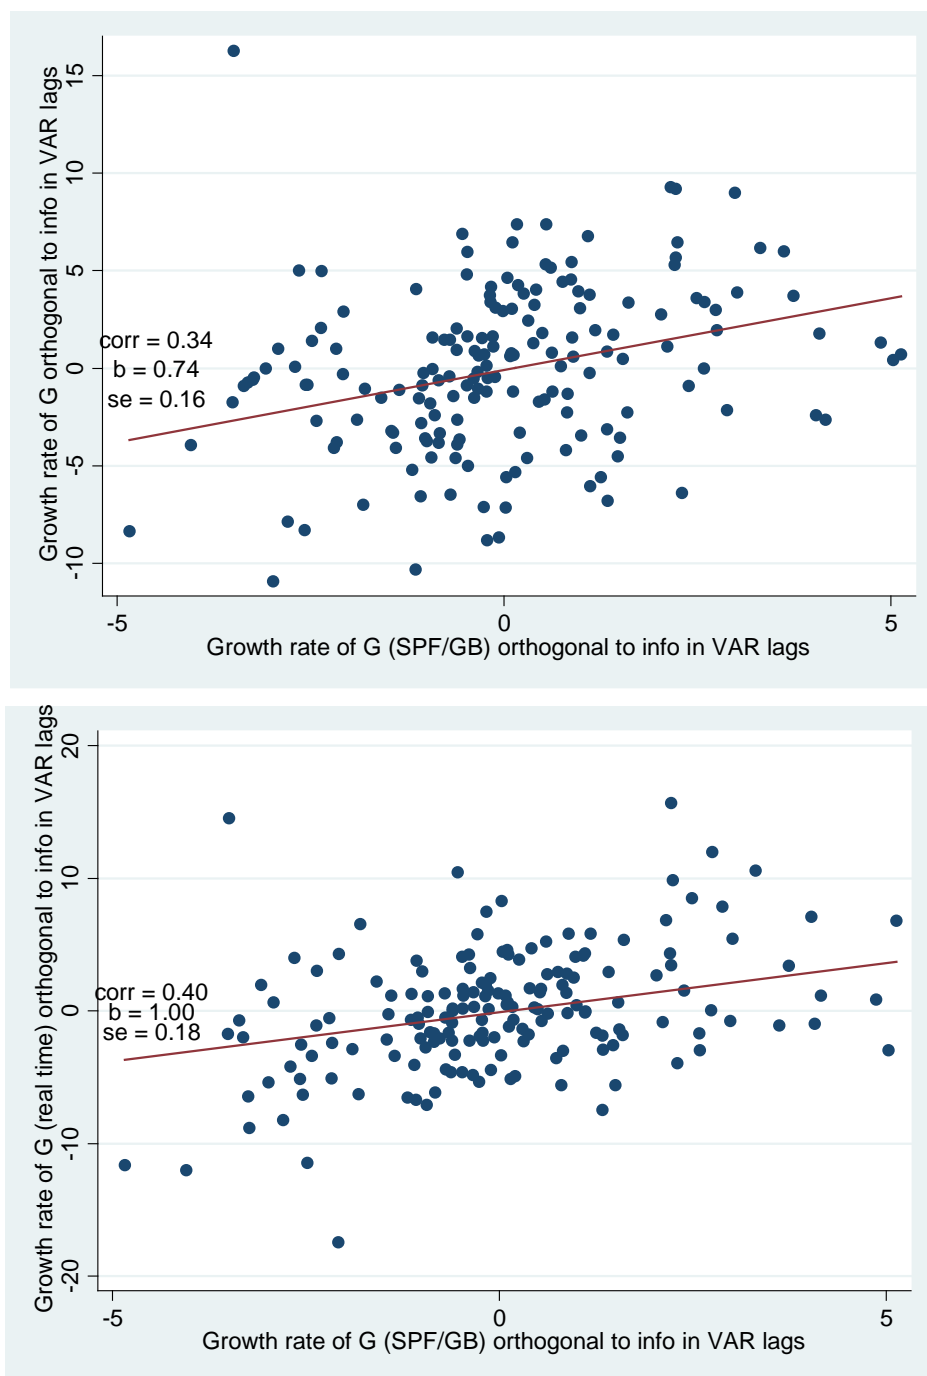 Growth rate of G orthogonal to info in VAR lags
15
10
5
0
-5
-10
corr = 0.34
b = 0.74
se = 0.16
-5
0
5
Growth rate of G (SPF/GB) orthogonal to info in VAR lags
Growth rate of G (real time) orthogonal to info in VAR lags
20
10
0
-10
-20
corr = 0.40
b = 1.00
se = 0.18
-5
0
5
Growth rate of G (SPF/GB) orthogonal to info in VAR lags